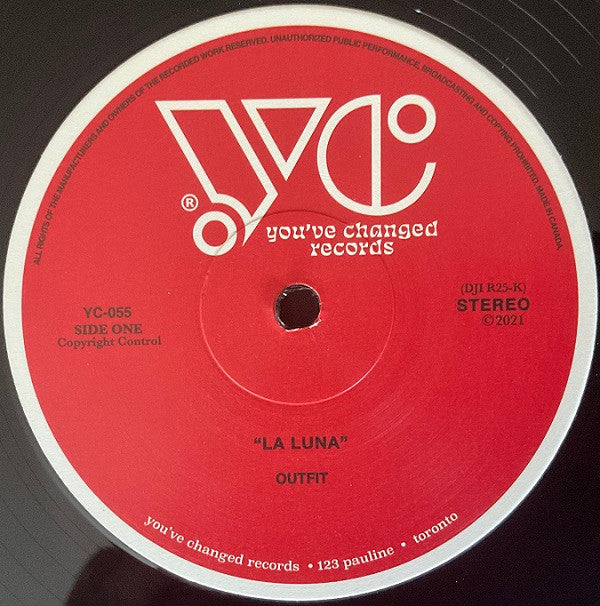 ALL RIGHTS OF THE MANUFACTURERS AND OWNERS OF THE RECORDED WORK RESERVED. UNAUTHORIZED PUBLIC PERFORMANCE, BROADCASTING AND COPYING PROHIBITED. MADE IN CANADA.
yc
®
you've changed
records
YC-055
SIDE ONE
Copyright Control
(DJI R25-K)
STEREO
©2021
"LA LUNA"
OUTFIT
you've changed records • 123 pauline • toronto